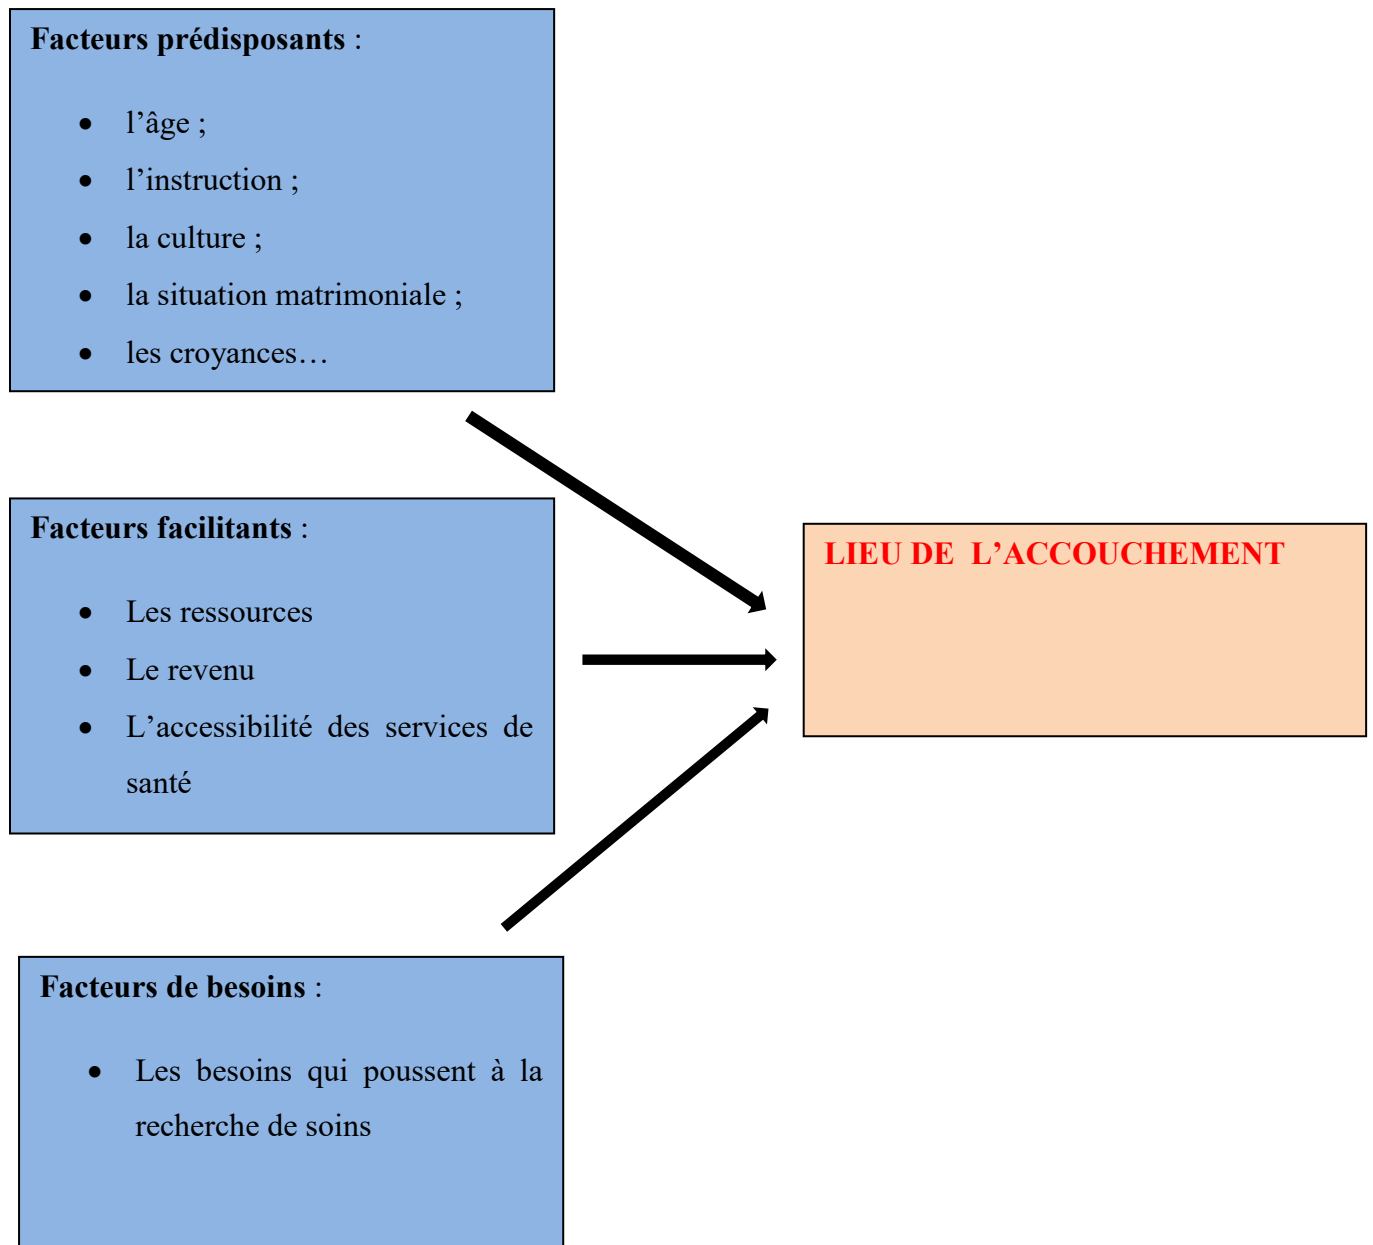 Facteurs prédisposants :
• l’âge ;
• l’instruction ;
• la culture ;
• la situation matrimoniale ;
• les croyances…
Facteurs facilitants :
• Les ressources
• Le revenu
• L’accessibilité des services de
santé
LIEU DE L’ACCOUCHEMENT
Facteurs de besoins :
• Les besoins qui poussent à la
recherche de soins